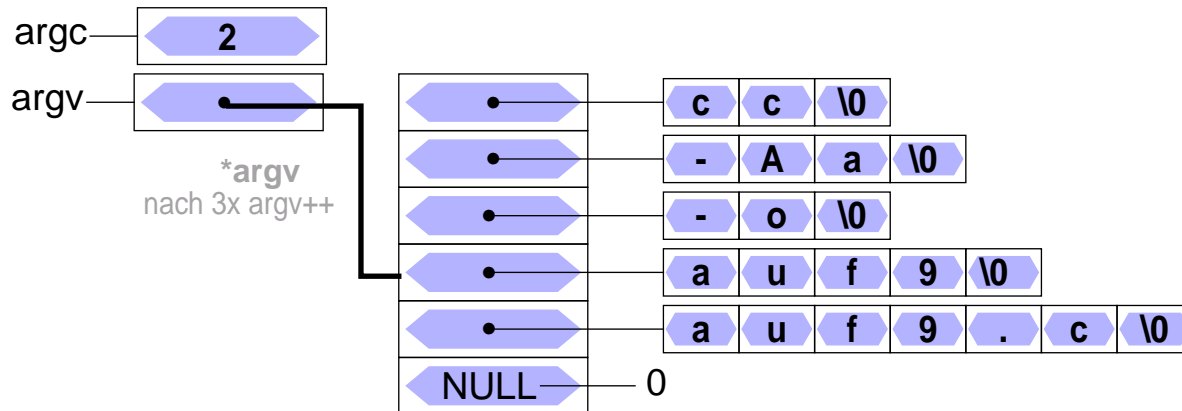 argc 2
argv
c c \0
- A a \0
*argv
nach 3x argv++
- o \0
a u f 9 \0
a u f 9 . c \0
NULL 0